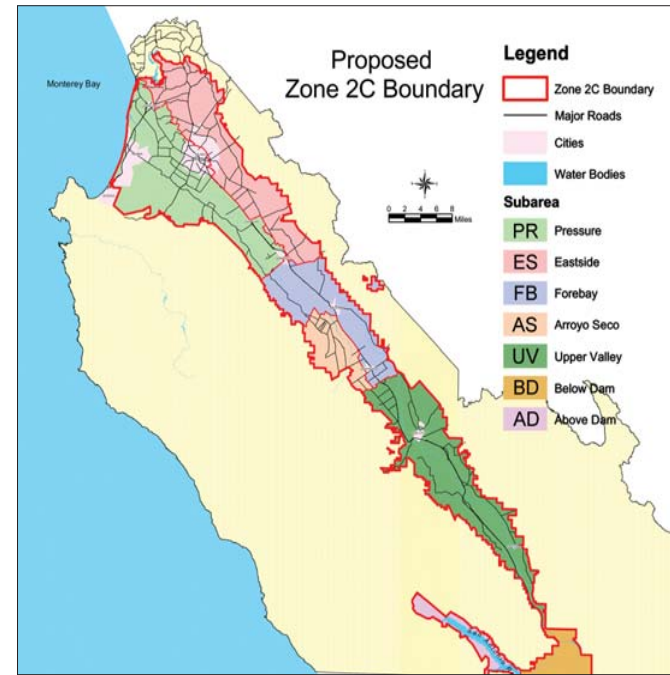 Proposed
Zone 2C Boundary
Monterey Bay
Legend
Zone 2C Boundary
Major Roads
Cities
Water Bodies
Subarea
PR Pressure
ES Eastside
FB Forebay
AS Arroyo Seco
UV Upper Valley
BD Below Dam
AD Above Dam
0 2 4 6 8
Miles